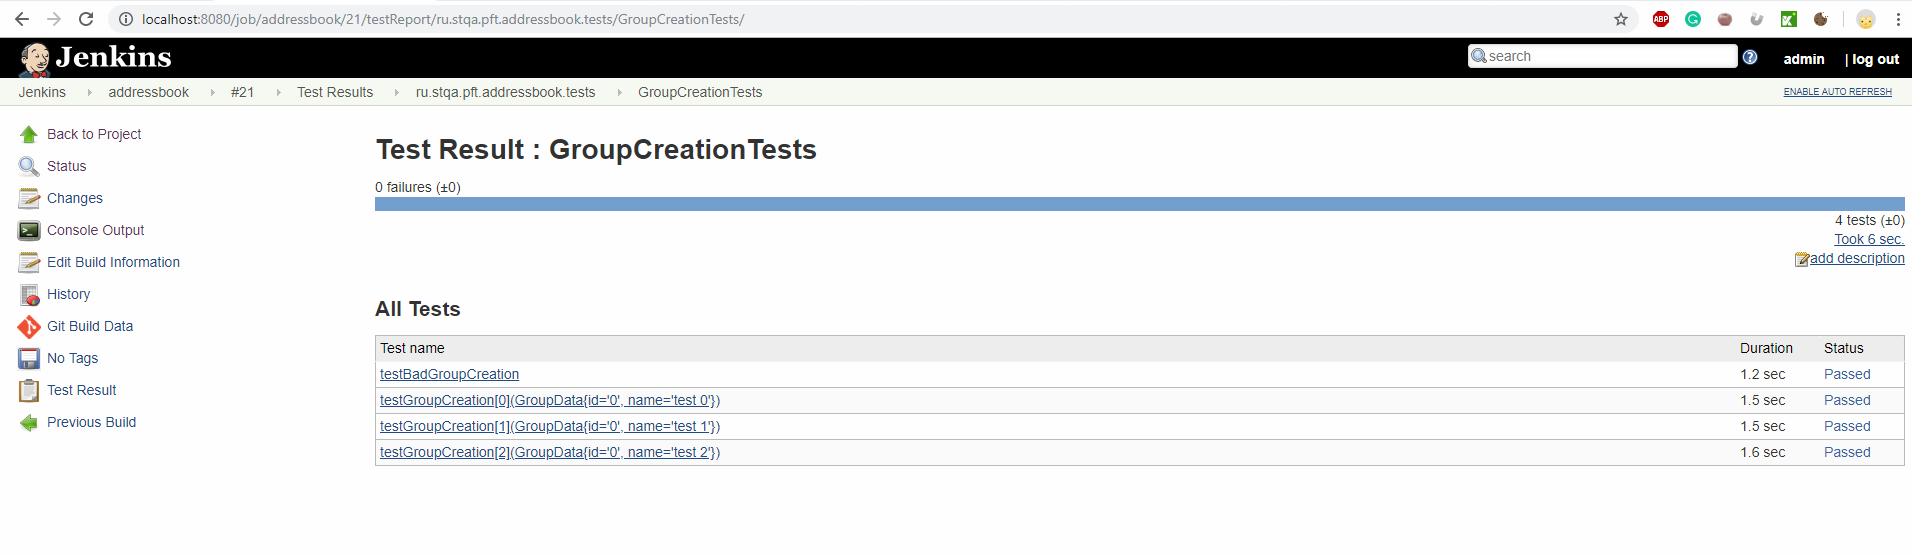 localhost:8080/job/addressbook/21/testReport/ru.stqa.pft.addressbook.tests/GroupCreationTests/
ABP
Jenkins
search
?
admin | log out
Jenkins addressbook #21 Test Results ru.stqa.pft.addressbook.tests GroupCreationTests
ENABLE AUTO REFRESH
Back to Project
Status
Changes
Console Output
Edit Build Information
History
Git Build Data
No Tags
Test Result
Previous Build
Test Result : GroupCreationTests
0 failures (±0)
4 tests (±0)
Took 6 sec.
add description
All Tests
Test name Duration Status
testBadGroupCreation 1.2 sec Passed
testGroupCreation[0](GroupData{id='0', name='test 0'}) 1.5 sec Passed
testGroupCreation[1](GroupData{id='0', name='test 1'}) 1.5 sec Passed
testGroupCreation[2](GroupData{id='0', name='test 2'}) 1.6 sec Passed